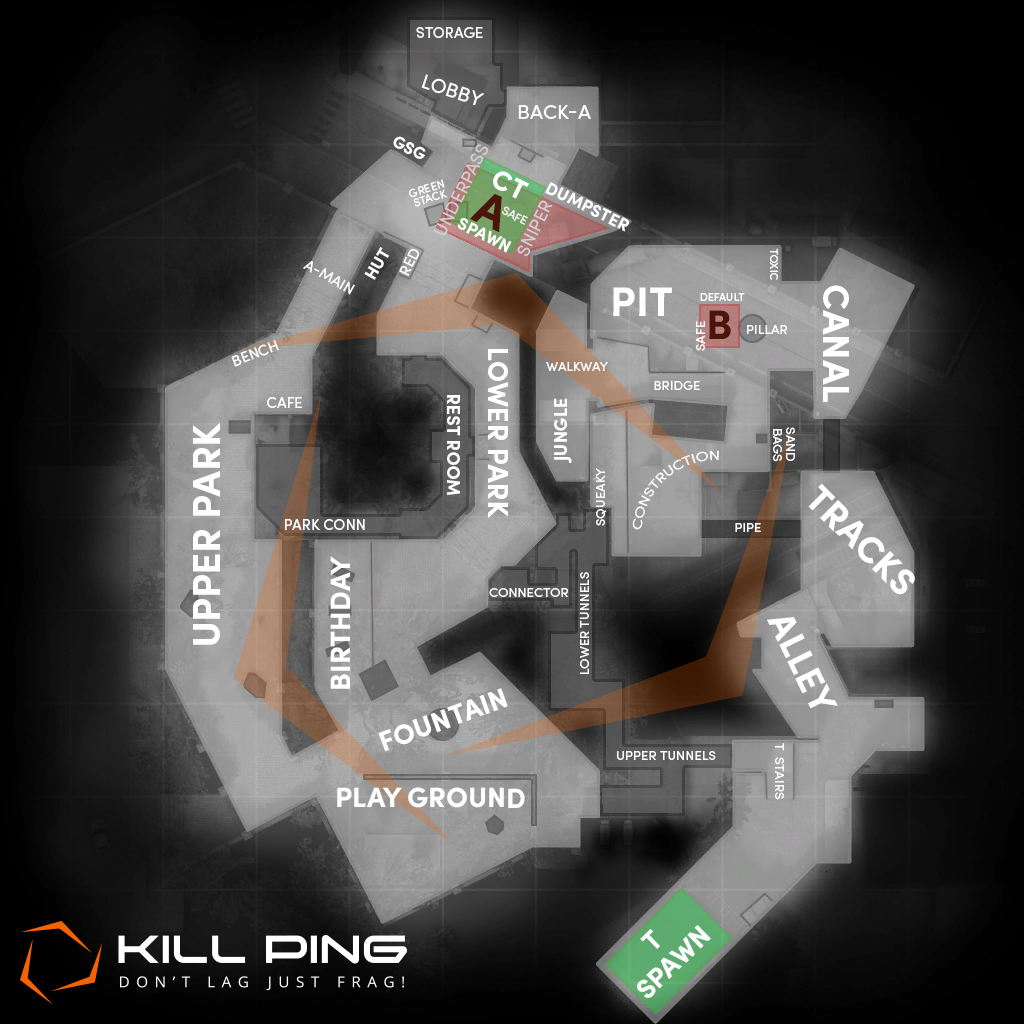 STORAGE
LOBBY
BACK-A
GSG
UNDERPASS
GREEN
STACK
CT
A
SAFE
SPAWN
SNIPER
DUMPSTER
A-MAIN
HUT
RED
PIT
DEFAULT
SAFE
B
PILLAR
TOXIC
CANAL
BENCH
WALKWAY
BRIDGE
CAFE
REST ROOM
LOWER PARK
JUNGLE
SQUEAKY
CONSTRUCTION
SAND
BAGS
UPPER PARK
PARK CONN
PIPE
TRACKS
BIRTHDAY
CONNECTOR
LOWER TUNNELS
ALLEY
FOUNTAIN
UPPER TUNNELS
T STAIRS
PLAY GROUND
T
SPAWN
KILL PING
DON'T LAG JUST FRAG!